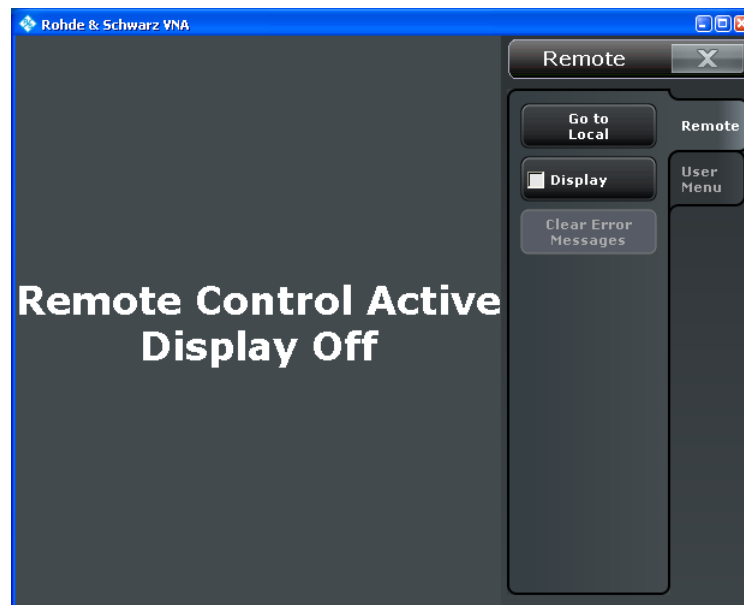 Rohde & Schwarz VNA
Remote X
Go to
Local
Remote
Display
User
Menu
Clear Error
Messages
Remote Control Active
Display Off